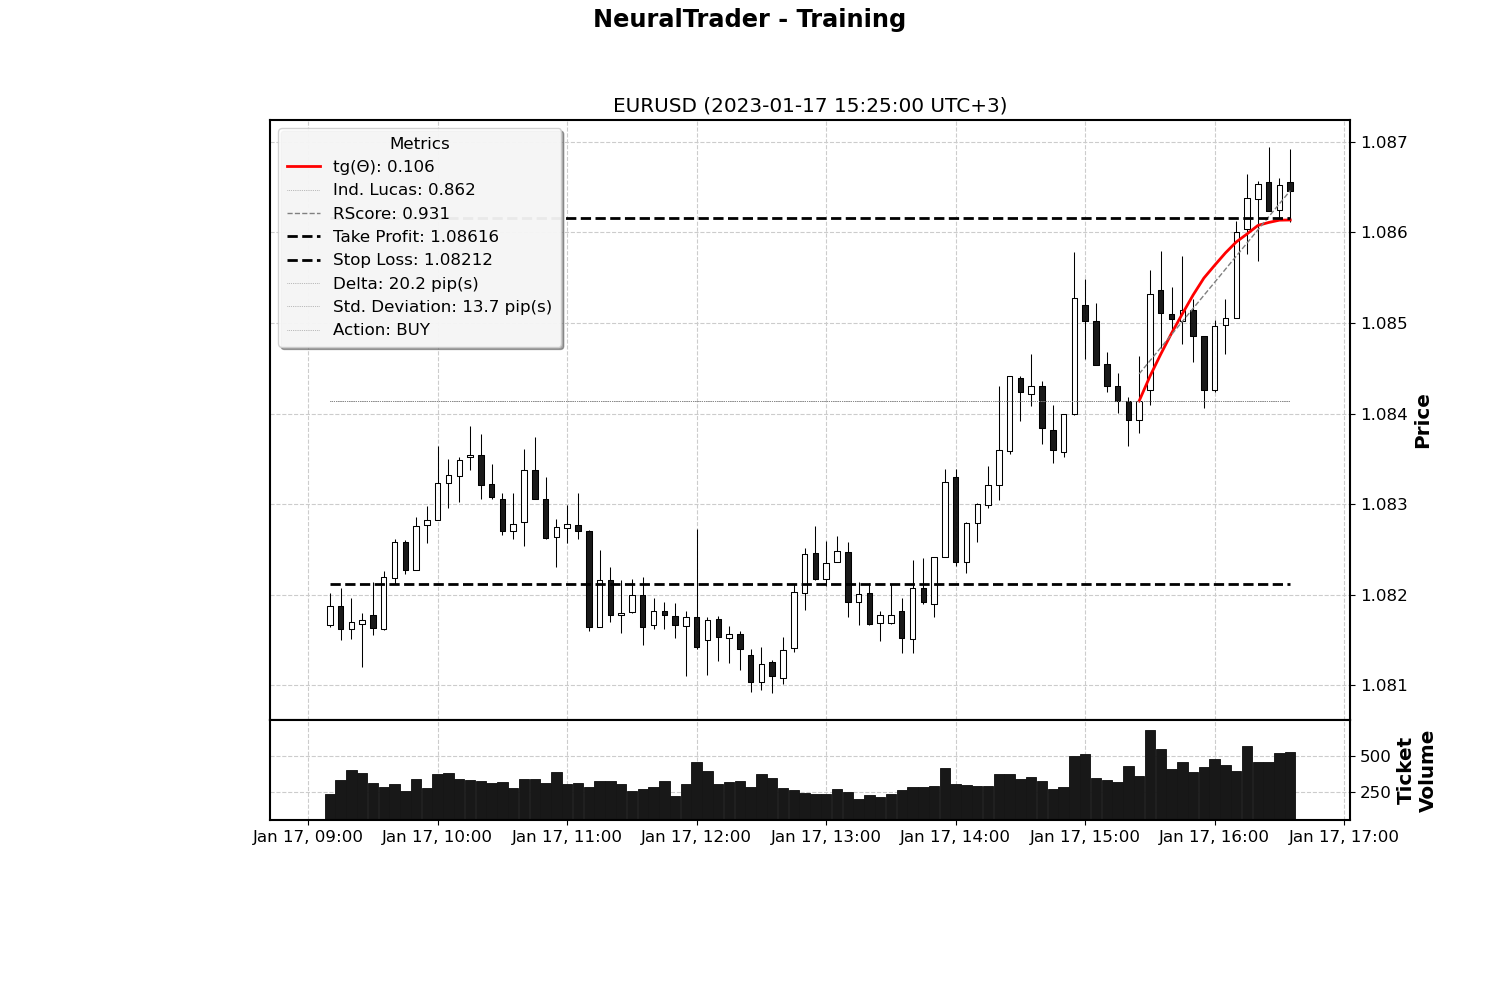 NeuralTrader - Training
EURUSD (2023-01-17 15:25:00 UTC+3)
Metrics
tg(Θ): 0.106
Ind. Lucas: 0.862
RScore: 0.931
Take Profit: 1.08616
Stop Loss: 1.08212
Delta: 20.2 pip(s)
Std. Deviation: 13.7 pip(s)
Action: BUY
1.087
1.086
1.085
1.084
1.083
1.082
1.081
Price
500
250
Ticket
Volume
Jan 17, 09:00
Jan 17, 10:00
Jan 17, 11:00
Jan 17, 12:00
Jan 17, 13:00
Jan 17, 14:00
Jan 17, 15:00
Jan 17, 16:00
Jan 17, 17:00